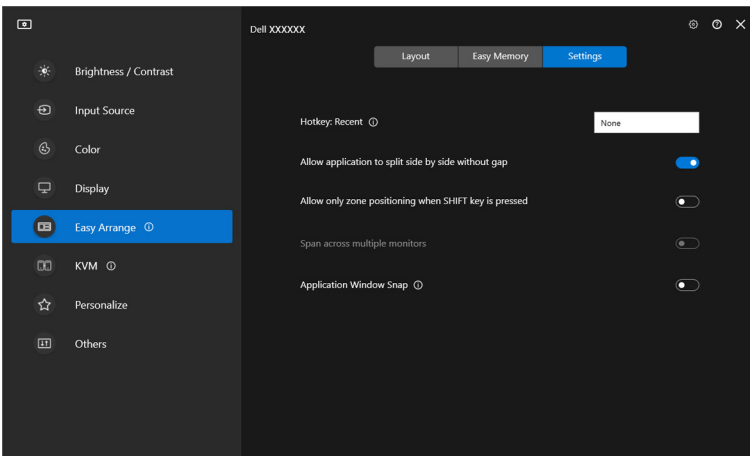 Dell XXXXXX
Layout
Easy Memory
Settings
Brightness / Contrast
Input Source
Color
Display
Easy Arrange
KVM
Personalize
Others
Hotkey: Recent
None
Allow application to split side by side without gap
Allow only zone positioning when SHIFT key is pressed
Span across multiple monitors
Application Window Snap